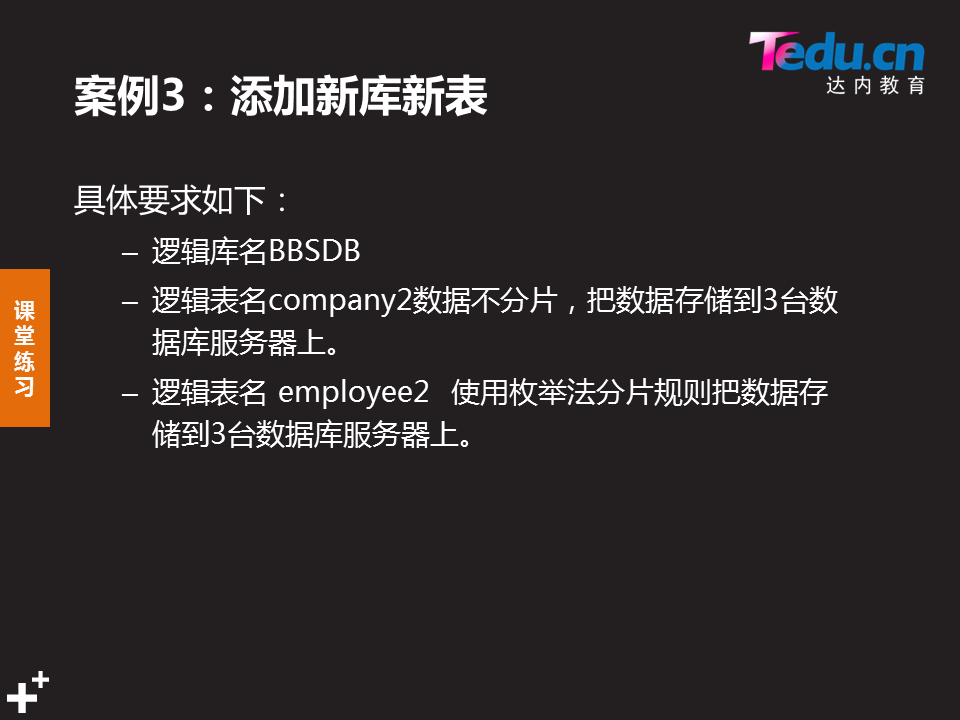 Tedu.cn
达内教育
案例3：添加新库新表
具体要求如下：
– 逻辑库名BBSDB
– 逻辑表名company2数据不分片，把数据存储到3台数
据库服务器上。
– 逻辑表名 employee2 使用枚举法分片规则把数据存
储到3台数据库服务器上。
课
堂
练
习